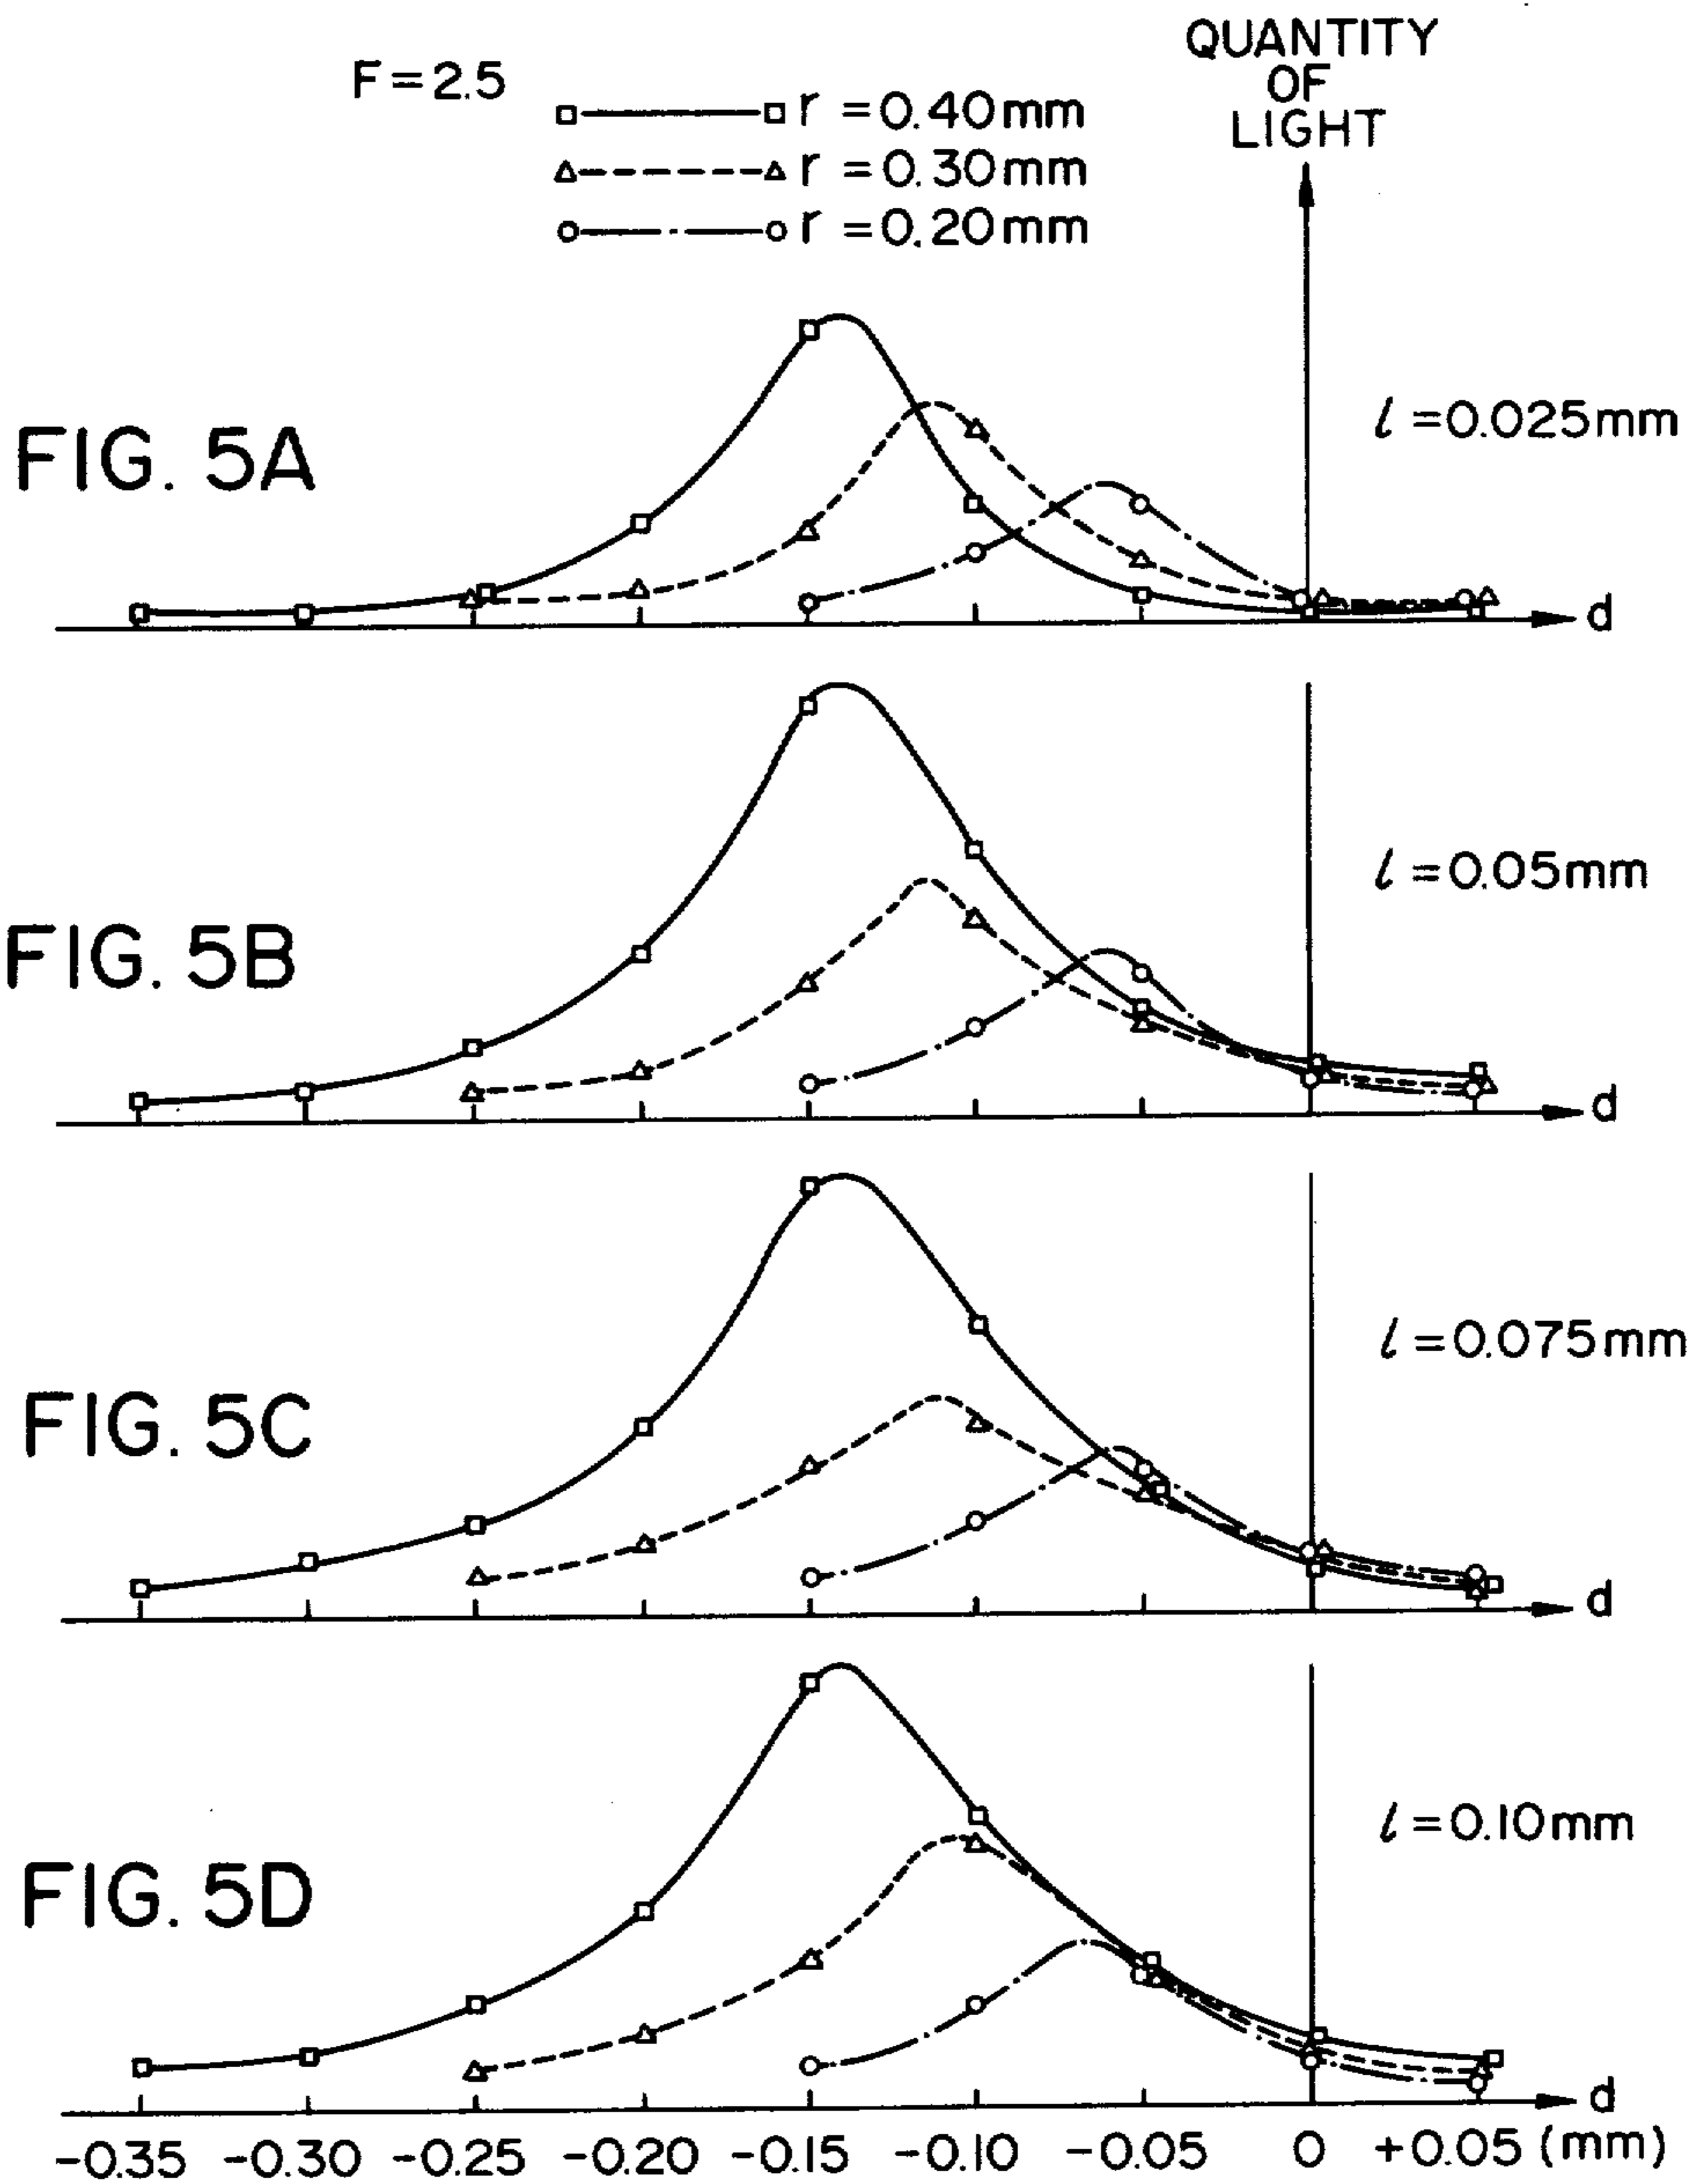 F=2.5
r =0.40mm
r =0.30mm
r =0.20mm
QUANTITY
OF
LIGHT
FIG. 5A
l =0.025mm
d
FIG. 5B
l =0.05mm
d
FIG. 5C
l =0.075mm
d
FIG. 5D
l =0.10mm
d
-0.35 -0.30 -0.25 -0.20 -0.15 -0.10 -0.05 0 +0.05 (mm)